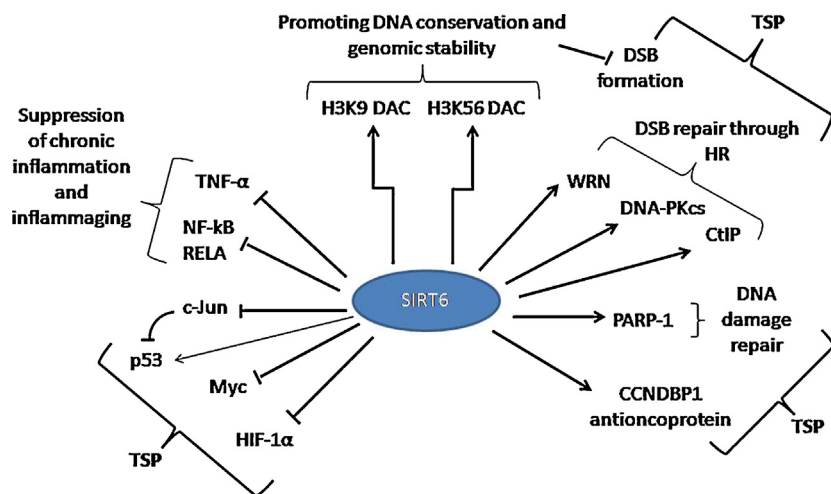 Promoting DNA conservation and
genomic stability
TSP
DSB
formation
H3K9 DAC
H3K56 DAC
Suppression
of chronic
inflammation
and
inflammaging
TNF-α
NF-kB
RELA
DSB repair through
HR
WRN
DNA-PKcs
CtIP
SIRT6
c-Jun
p53
Myc
HIF-1α
TSP
PARP-1
DNA
damage
repair
CCNDBP1
antioncoprotein
TSP